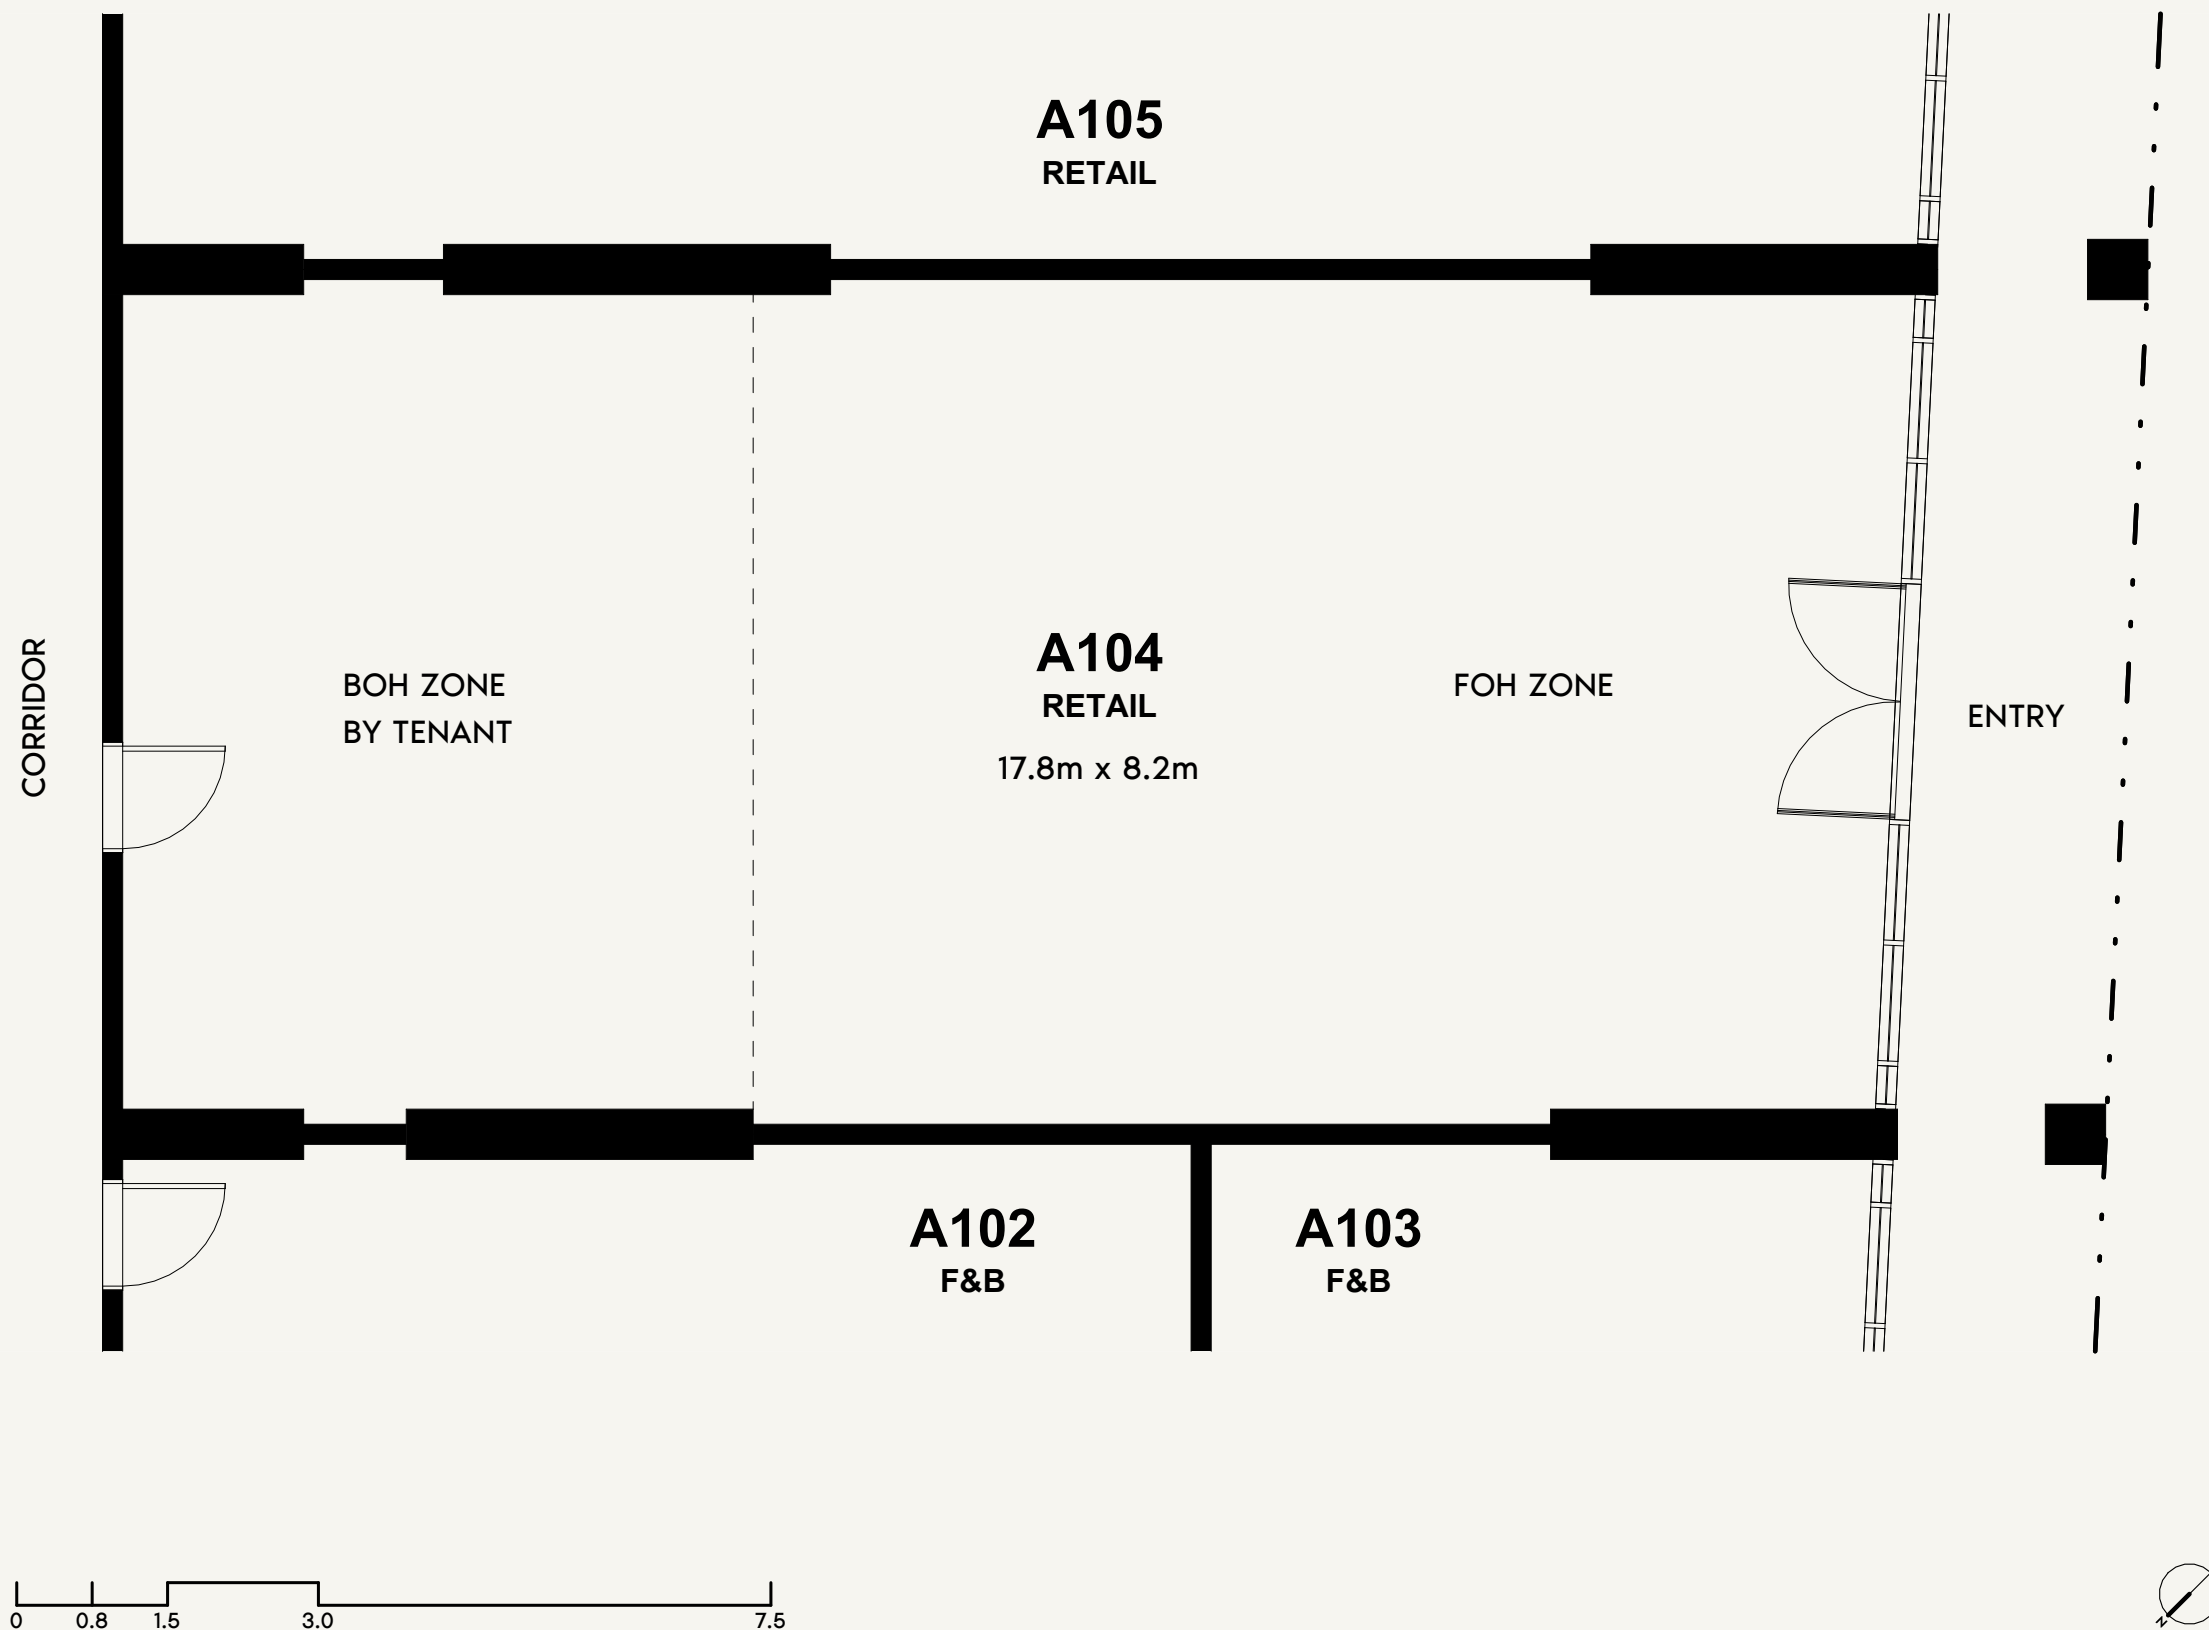 A105
RETAIL
CORRIDOR
BOH ZONE
BY TENANT
A104
RETAIL
17.8m x 8.2m
FOH ZONE
ENTRY
A102
F&B
A103
F&B
0 0.8 1.5 3.0 7.5
N